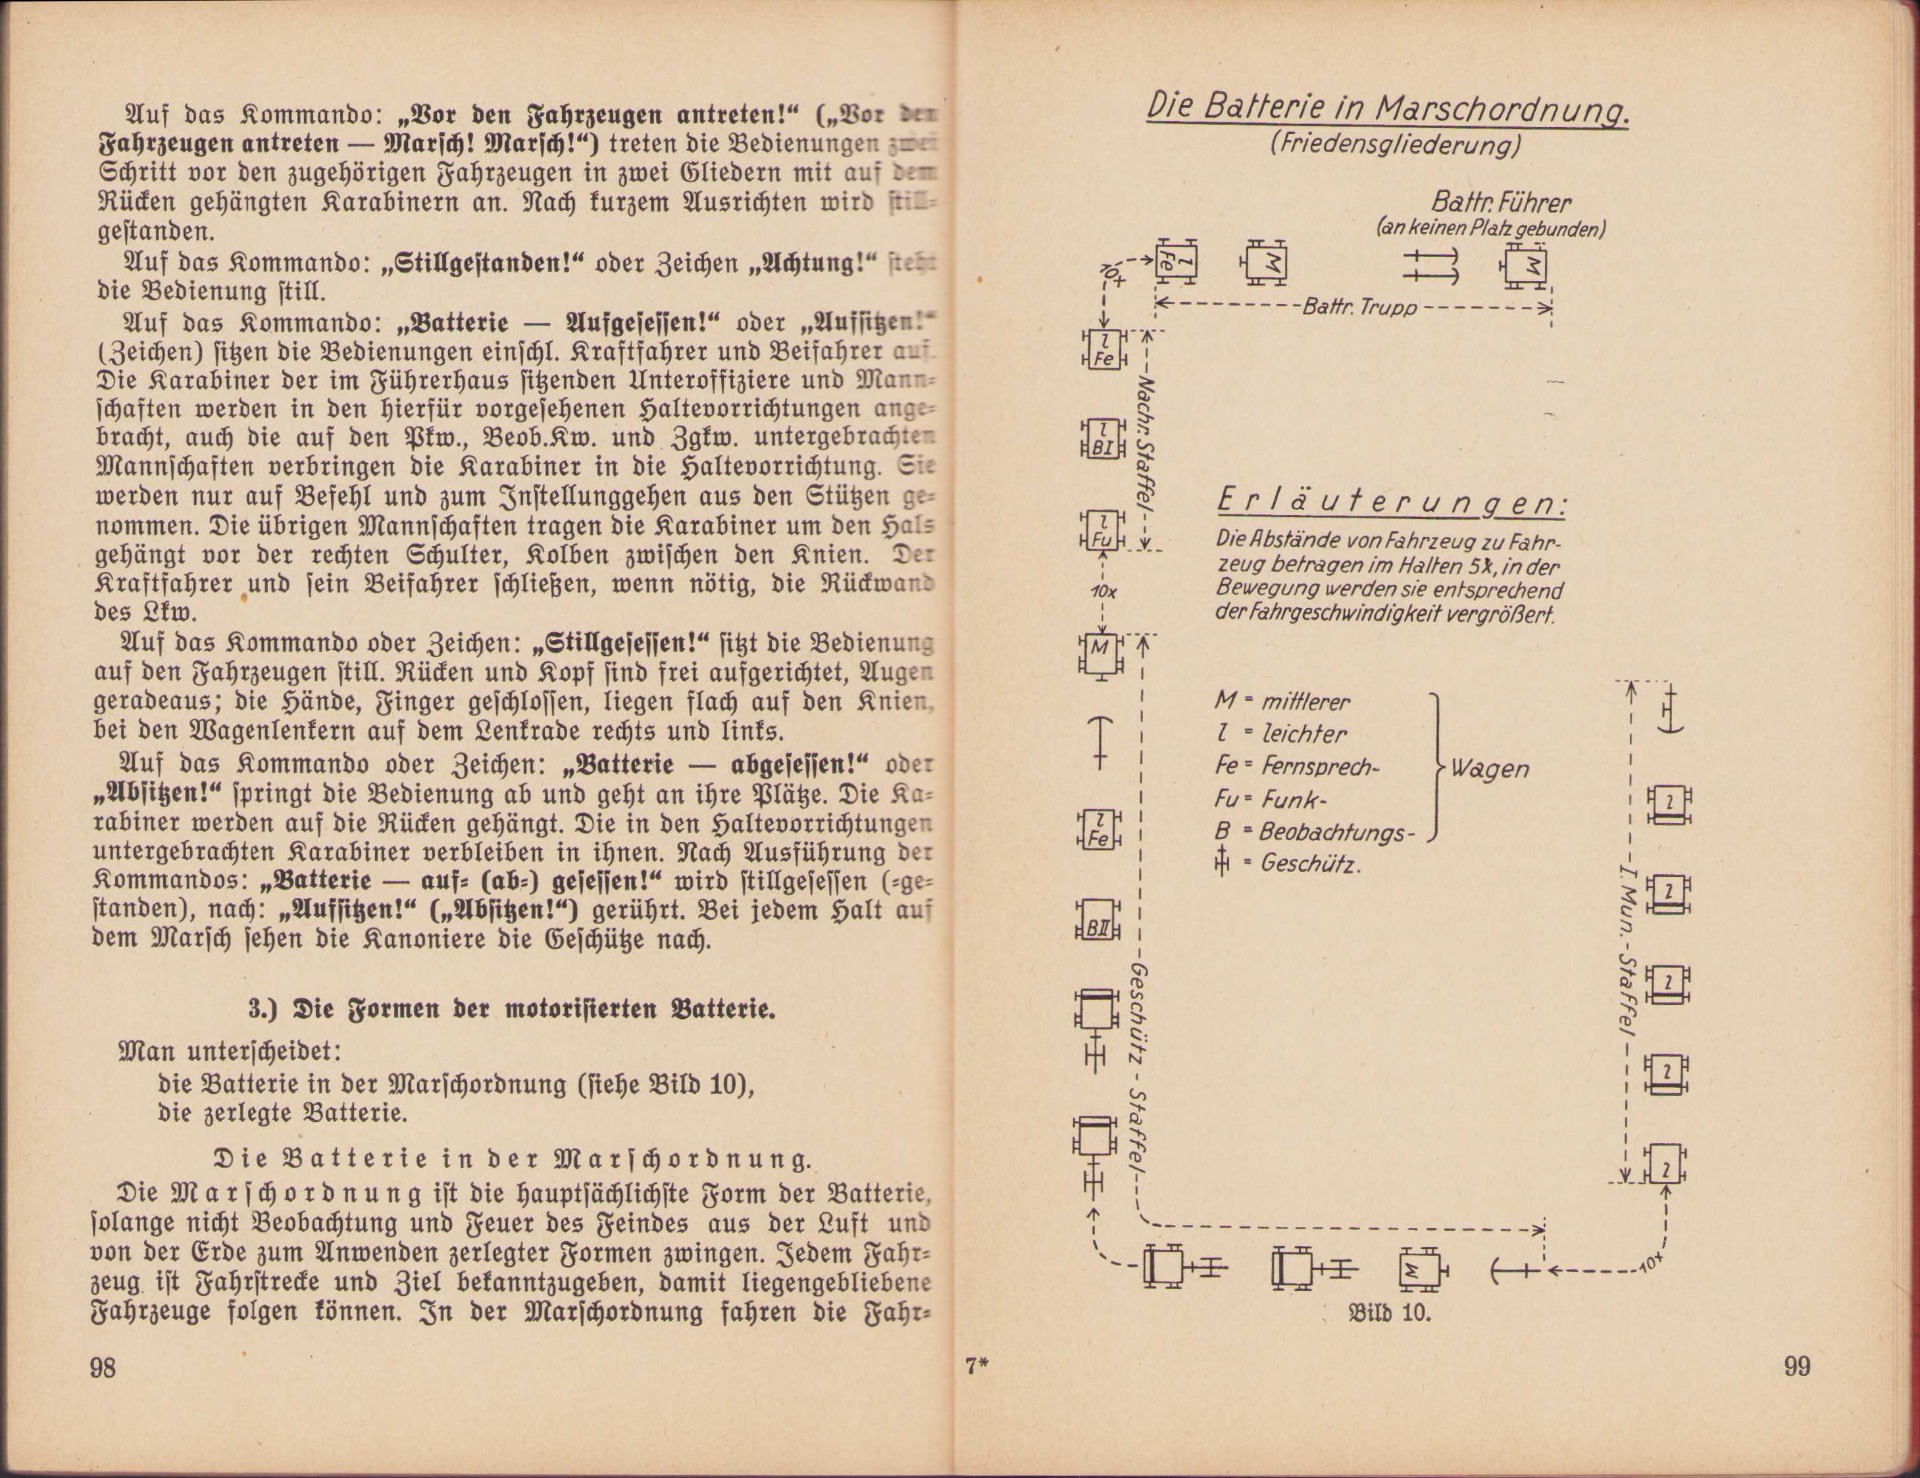 Auf das Kommando: „Vor den Fahrzeugen antreten!“ („Vor den
Fahrzeugen antreten — Marsch! Marsch!“) treten die Bedienungen zwei
Schritt vor den zugehörigen Fahrzeugen in zwei Gliedern mit auf dem
Rücken gehängten Karabinern an. Nach kurzem Ausrichten wird still-
gestanden.
Auf das Kommando: „Stillgestanden!“ oder Zeichen „Achtung!“ steht
die Bedienung still.
Auf das Kommando: „Batterie — Aufgesessen!“ oder „Aufsitzen!“
(Zeichen) sitzen die Bedienungen einschl. Kraftfahrer und Beifahrer auf.
Die Karabiner der im Führerhaus sitzenden Unteroffiziere und Mann-
schaften werden in den hierfür vorgesehenen Haltevorrichtungen ange-
bracht, auch die auf den Pkw., Beob.Kw. und Zgkw. untergebrachten
Mannschaften verbringen die Karabiner in die Haltevorrichtung. Sie
werden nur auf Befehl und zum Instellunggehen aus den Stützen ge-
nommen. Die übrigen Mannschaften tragen die Karabiner um den Hals
gehängt vor der rechten Schulter, Kolben zwischen den Knien. Der
Kraftfahrer und sein Beifahrer schließen, wenn nötig, die Rückwand
des Lkw.
Auf das Kommando oder Zeichen: „Stillgesessen!“ sitzt die Bedienung
auf den Fahrzeugen still. Rücken und Kopf sind frei aufgerichtet, Augen
geradeaus; die Hände, Finger geschlossen, liegen flach auf den Knien,
bei den Wagenlenkern auf dem Lenkrade rechts und links.
Auf das Kommando oder Zeichen: „Batterie — abgesessen!“ oder
„Absitzen!“ springt die Bedienung ab und geht an ihre Plätze. Die Ka-
rabiner werden auf die Rücken gehängt. Die in den Haltevorrichtungen
untergebrachten Karabiner verbleiben in ihnen. Nach Ausführung der
Kommandos: „Batterie — auf- (ab-) gesessen!“ wird stillgesessen (-ge-
standen), nach: „Aufsitzen!“ („Absitzen!“) gerührt. Bei jedem Halt auf
dem Marsch sehen die Kanoniere die Geschütze nach.
3.) Die Formen der motorisierten Batterie.
Man unterscheidet:
die Batterie in der Marschordnung (siehe Bild 10),
die zerlegte Batterie.
Die Batterie in der Marschordnung.
Die Marschordnung ist die hauptsächlichste Form der Batterie,
solange nicht Beobachtung und Feuer des Feindes aus der Luft und
von der Erde zum Anwenden zerlegter Formen zwingen. Jedem Fahr-
zeug ist Fahrstrecke und Ziel bekanntzugeben, damit liegengebliebene
Fahrzeuge folgen können. In der Marschordnung fahren die Fahr-
98
Die Batterie in Marschordnung.
(Friedensgliederung)
Battr. Führer
(an keinen Platz gebunden)
10x
l
Fe
M
M
Battr. Trupp
l
Fe
Nachr. Staffel
l
BI
l
Fu
10x
M
l
Fe
BII
Geschütz-Staffel
Erläuterungen:
Die Abstände von Fahrzeug zu Fahr-
zeug betragen im Halten 5x, in der
Bewegung werden sie entsprechend
der Fahrgeschwindigkeit vergrößert.
M = mittlerer
l = leichter
Fe = Fernsprech-
Fu = Funk-
B = Beobachtungs-
Wagen
= Geschütz.
I. Mun.-Staffel
l
l
l
l
l
M
10x
Bild 10.
7*
99